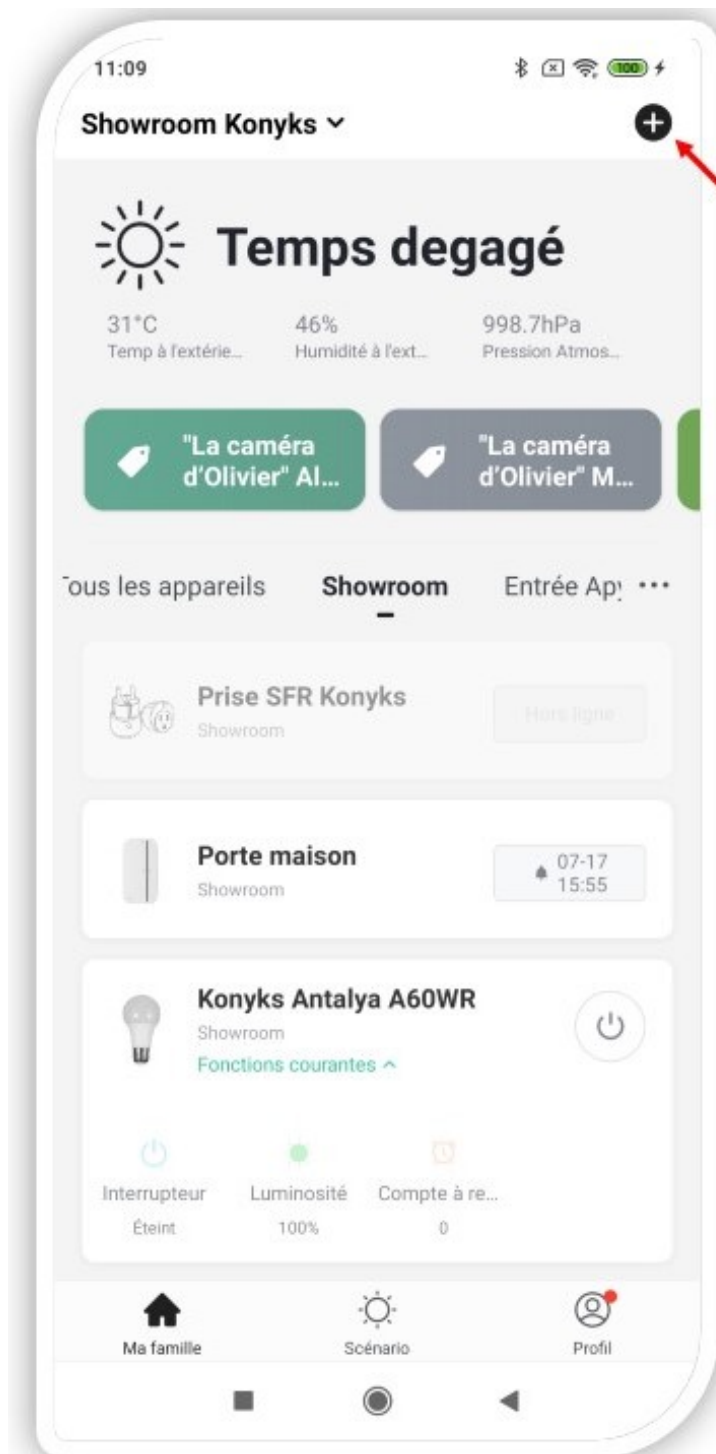 11:09
100
Showroom Konyks
Temps degagé
31°C 46% 998.7hPa
Temp à l'extérie... Humidité à l'ext... Pression Atmos...
"La caméra
d'Olivier" Al...
"La caméra
d'Olivier" M...
ous les appareils Showroom Entrée Ap
Prise SFR Konyks
Showroom
Hors ligne
Porte maison
Showroom
07-17
15:55
Konyks Antalya A60WR
Showroom
Fonctions courantes
Interrupteur Luminosité Compte à re...
Éteint 100% 0
Ma famille Scénario Profil